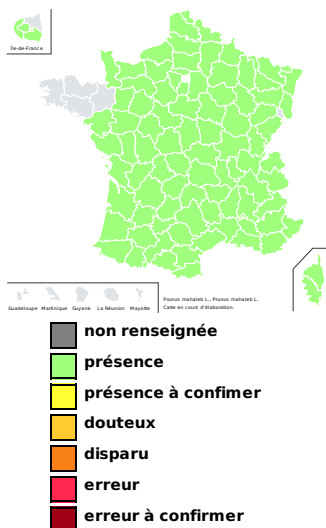 Île-de-France
Guadeloupe Martinique Guyane La Réunion Mayotte
Prunus mahaleb L., Prunus mahaleb L.
Carte en cours d'élaboration.
non renseignée
présence
présence à confimer
douteux
disparu
erreur
erreur à confirmer